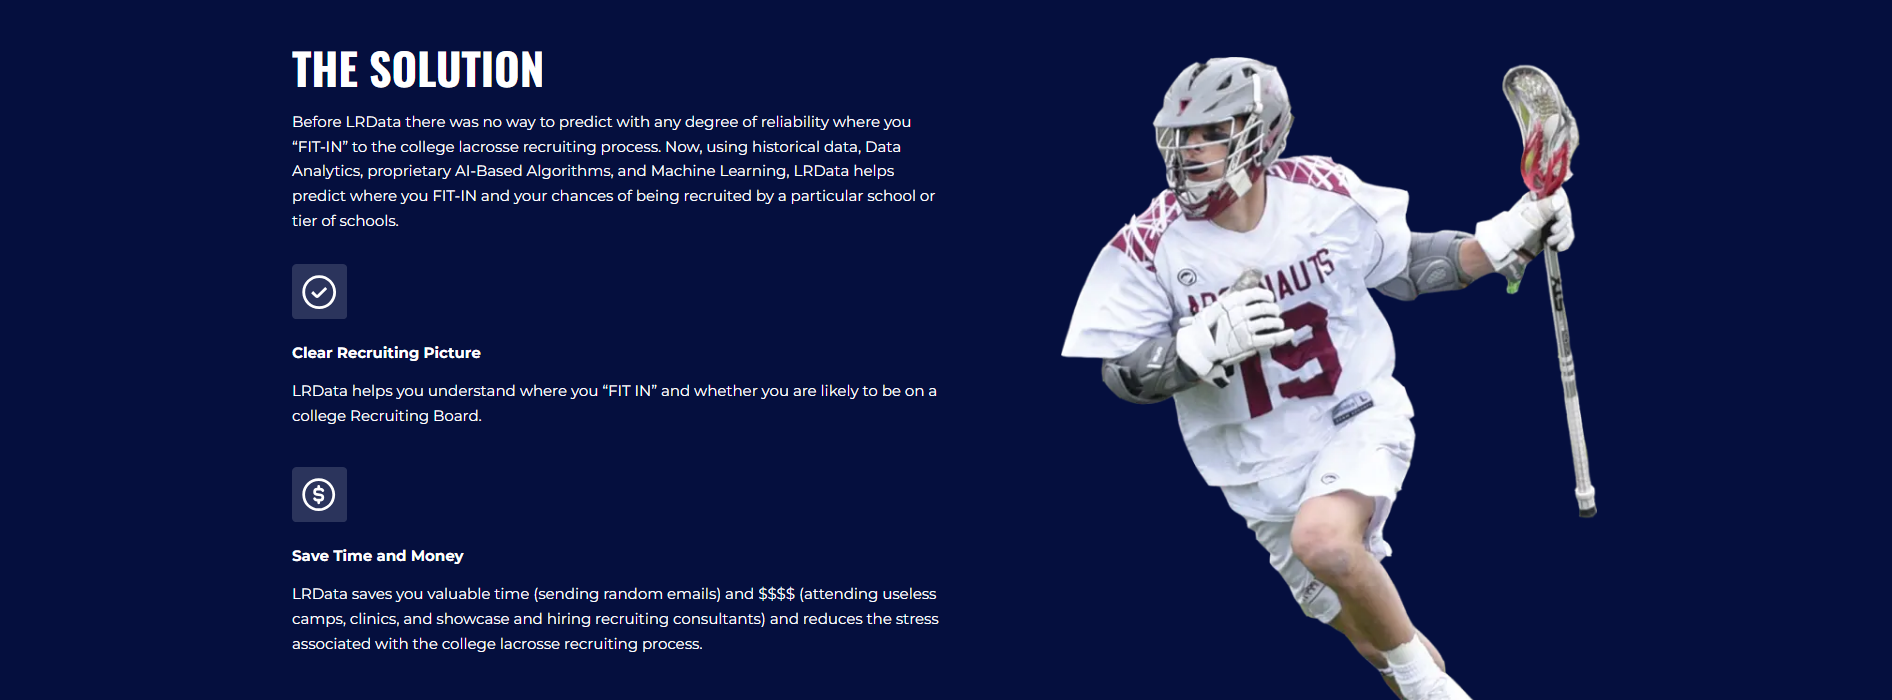 THE SOLUTION
Before LRData there was no way to predict with any degree of reliability where you
“FIT-IN” to the college lacrosse recruiting process. Now, using historical data, Data
Analytics, proprietary AI-Based Algorithms, and Machine Learning, LRData helps
predict where you FIT-IN and your chances of being recruited by a particular school or
tier of schools.
Clear Recruiting Picture
LRData helps you understand where you “FIT IN” and whether you are likely to be on a
college Recruiting Board.
$
Save Time and Money
LRData saves you valuable time (sending random emails) and $$$$ (attending useless
camps, clinics, and showcase and hiring recruiting consultants) and reduces the stress
associated with the college lacrosse recruiting process.
19
L